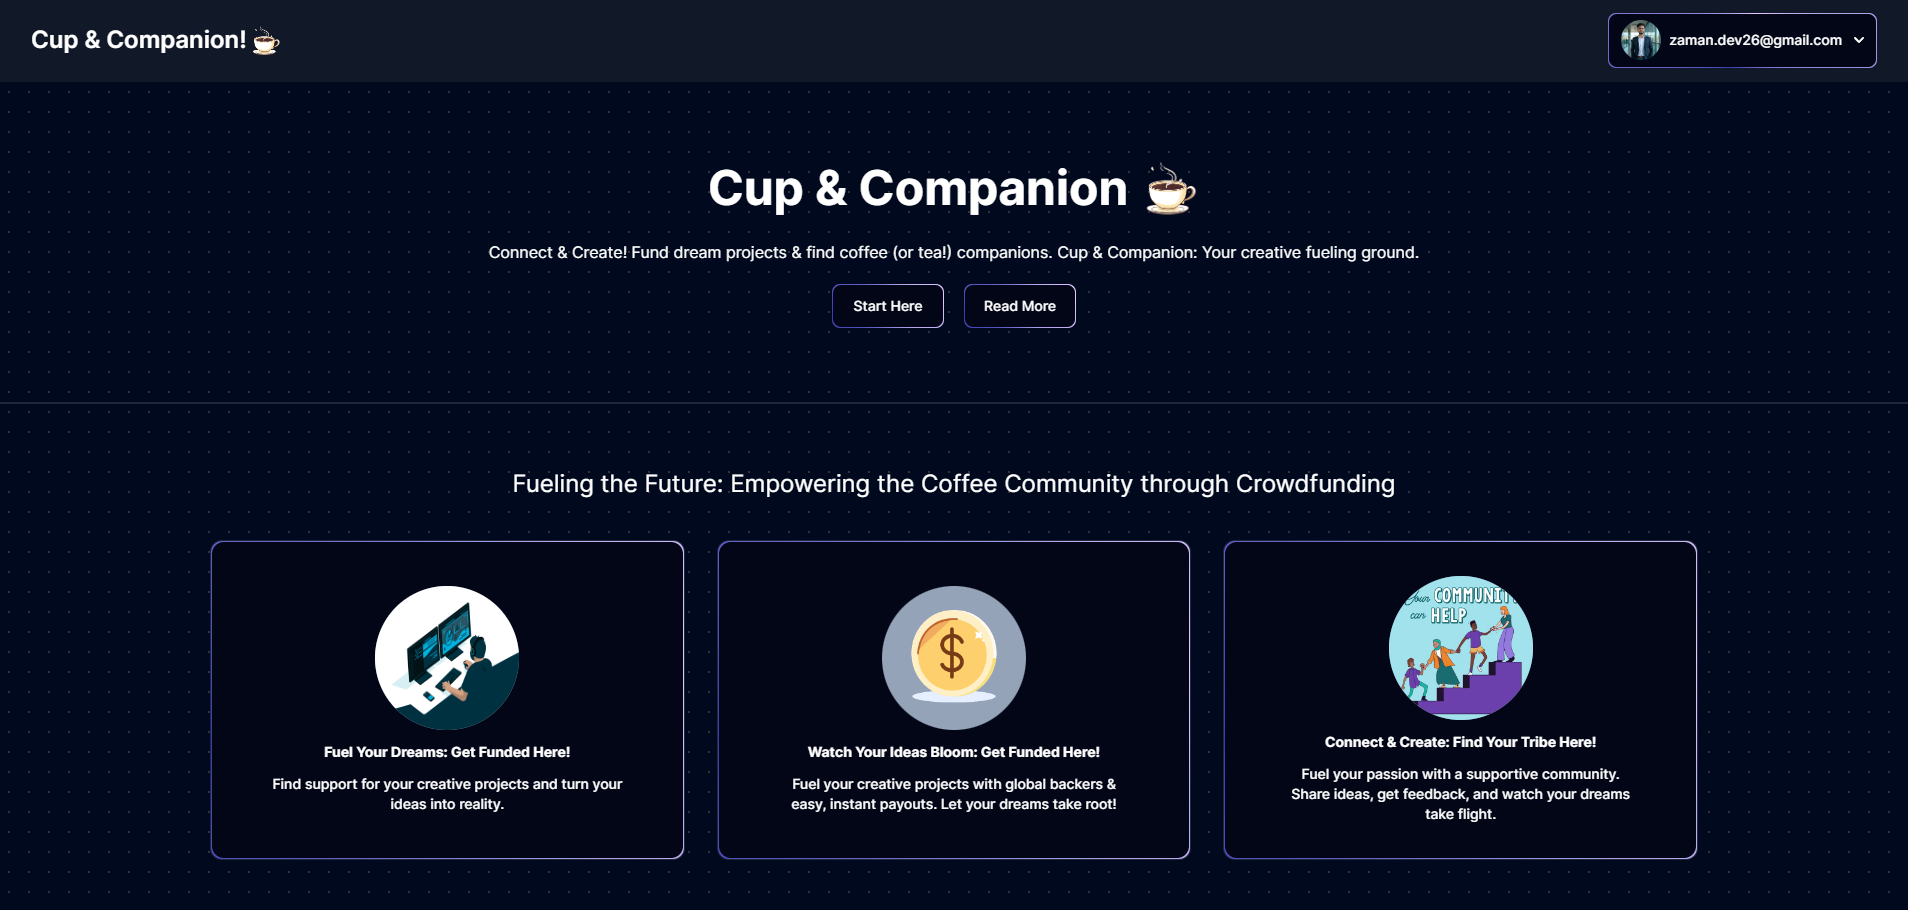 Cup & Companion!
zaman.dev26@gmail.com
Cup & Companion
Connect & Create! Fund dream projects & find coffee (or tea!) companions. Cup & Companion: Your creative fueling ground.
Start Here
Read More
Fueling the Future: Empowering the Coffee Community through Crowdfunding
Your COMMUNITY
can HELP
$
Fuel Your Dreams: Get Funded Here!
Find support for your creative projects and turn your
ideas into reality.
Watch Your Ideas Bloom: Get Funded Here!
Fuel your creative projects with global backers &
easy, instant payouts. Let your dreams take root!
Connect & Create: Find Your Tribe Here!
Fuel your passion with a supportive community.
Share ideas, get feedback, and watch your dreams
take flight.